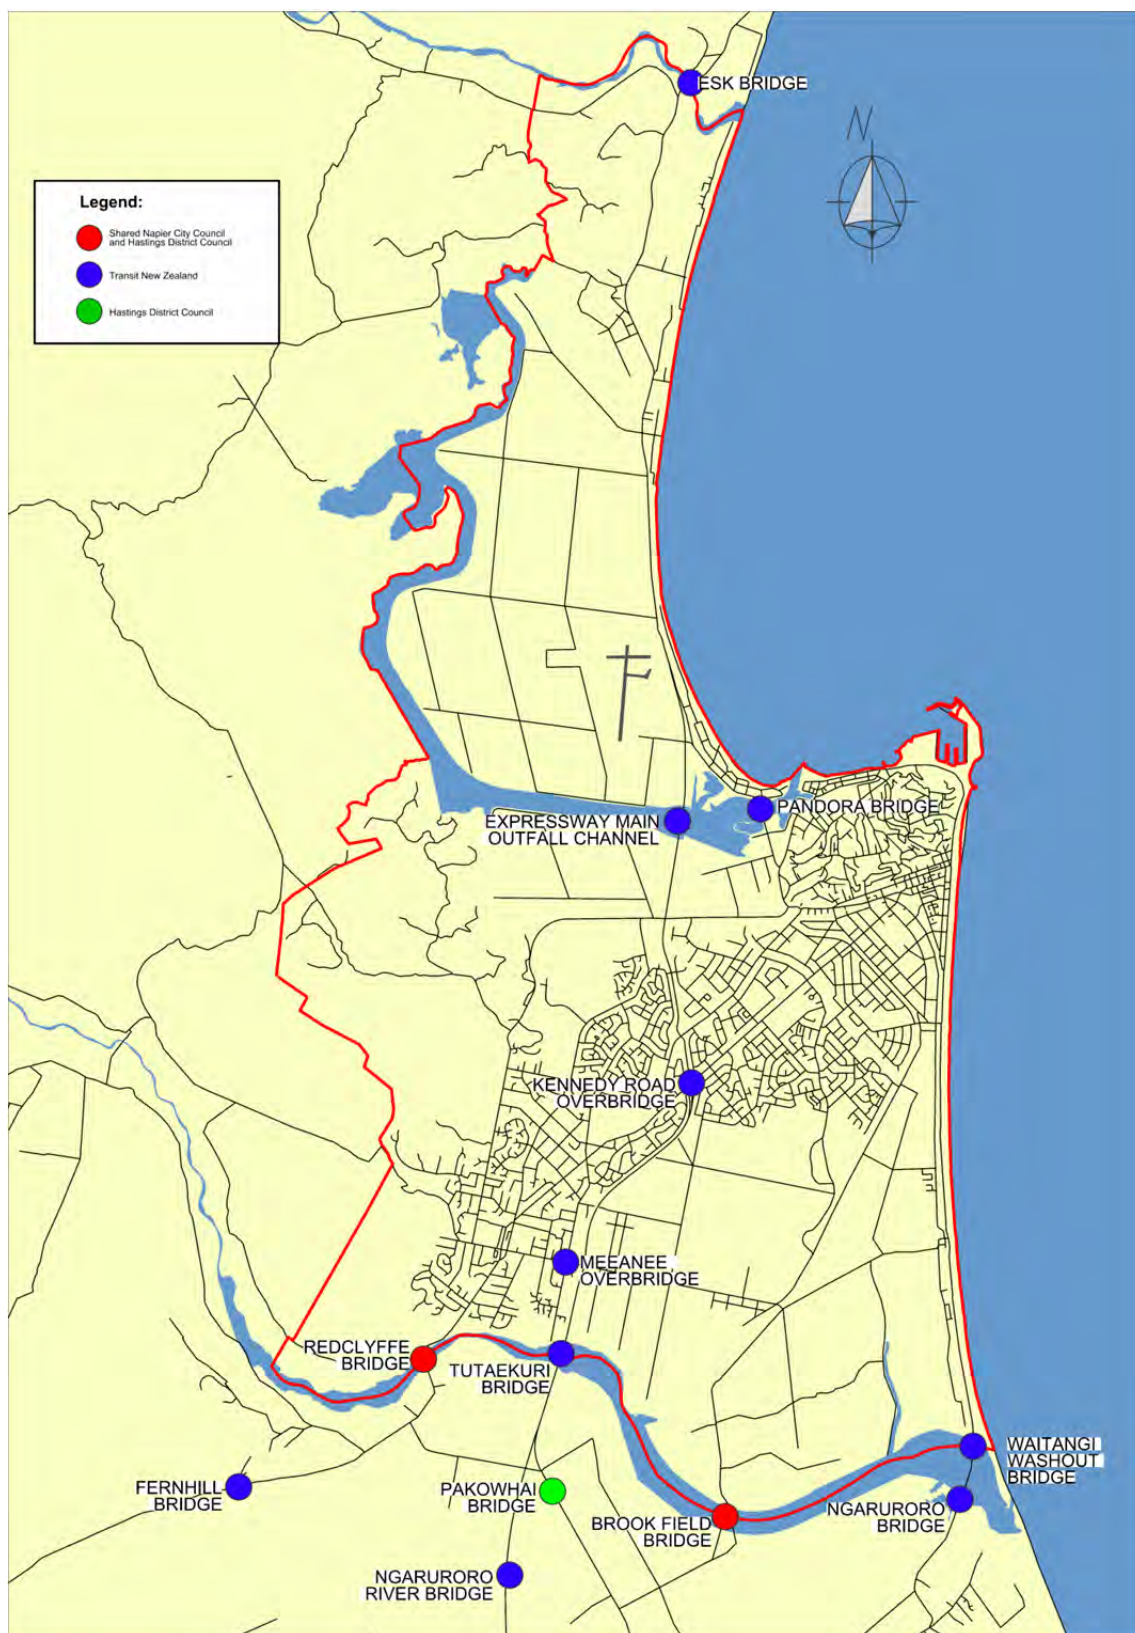 ESK BRIDGE
N
Legend:
Shared Napier City Council
and Hastings District Council
Transit New Zealand
Hastings District Council
PANDORA BRIDGE
EXPRESSWAY MAIN
OUTFALL CHANNEL
KENNEDY ROAD
OVERBRIDGE
MEEANEE
OVERBRIDGE
REDCLYFFE
BRIDGE
TUTAEKURI
BRIDGE
WAITANGI
WASHOUT
BRIDGE
FERNHILL
BRIDGE
PAKOWHAI
BRIDGE
BROOK FIELD
BRIDGE
NGARURORO
BRIDGE
NGARURORO
RIVER BRIDGE